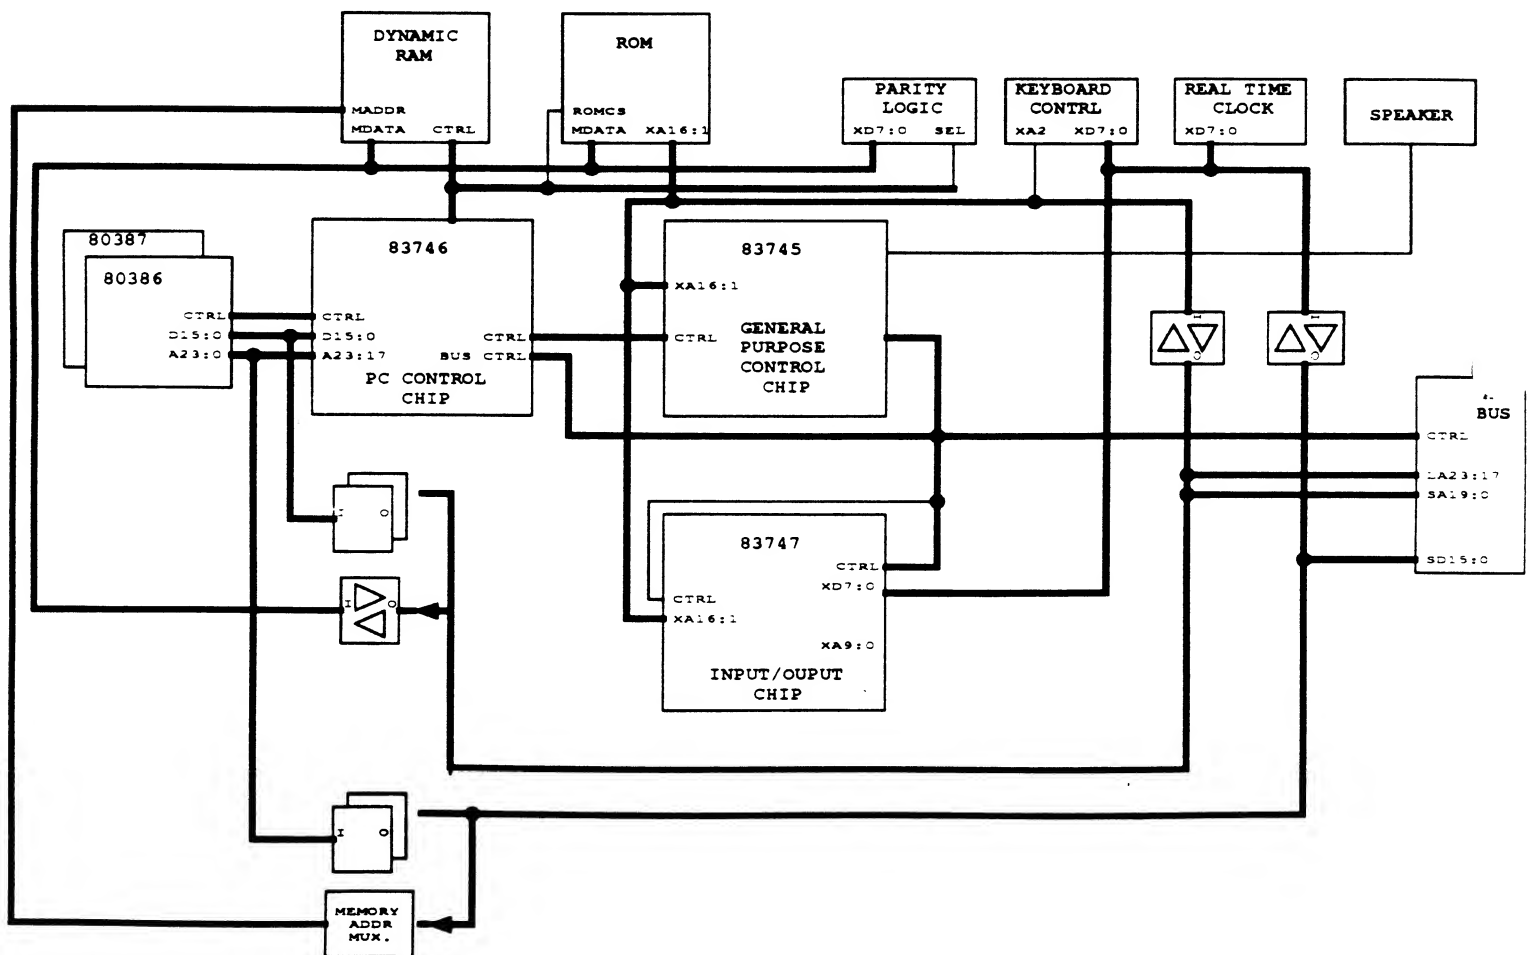 DYNAMIC
RAM
MADDR
MDATA CTRL
ROM
ROMCS
MDATA XA16:1
PARITY
LOGIC
XD7:0 SEL
KEYBOARD
CONTRL
XA2 XD7:0
REAL TIME
CLOCK
XD7:0
SPEAKER
80387
80386
CTRL
D15:0
A23:0
83746
CTRL
D15:0
A23:17
CTRL
BUS CTRL
PC CONTROL
CHIP
83745
XA16:1
CTRL
GENERAL
PURPOSE
CONTROL
CHIP
I
O
I
O
BUS
CTRL
LA23:17
SA19:0
SD15:0
I O
I O
83747
CTRL
XD7:0
CTRL
XA16:1
XA9:0
INPUT/OUPUT
CHIP
I O
MEMORY
ADDR
MUX.